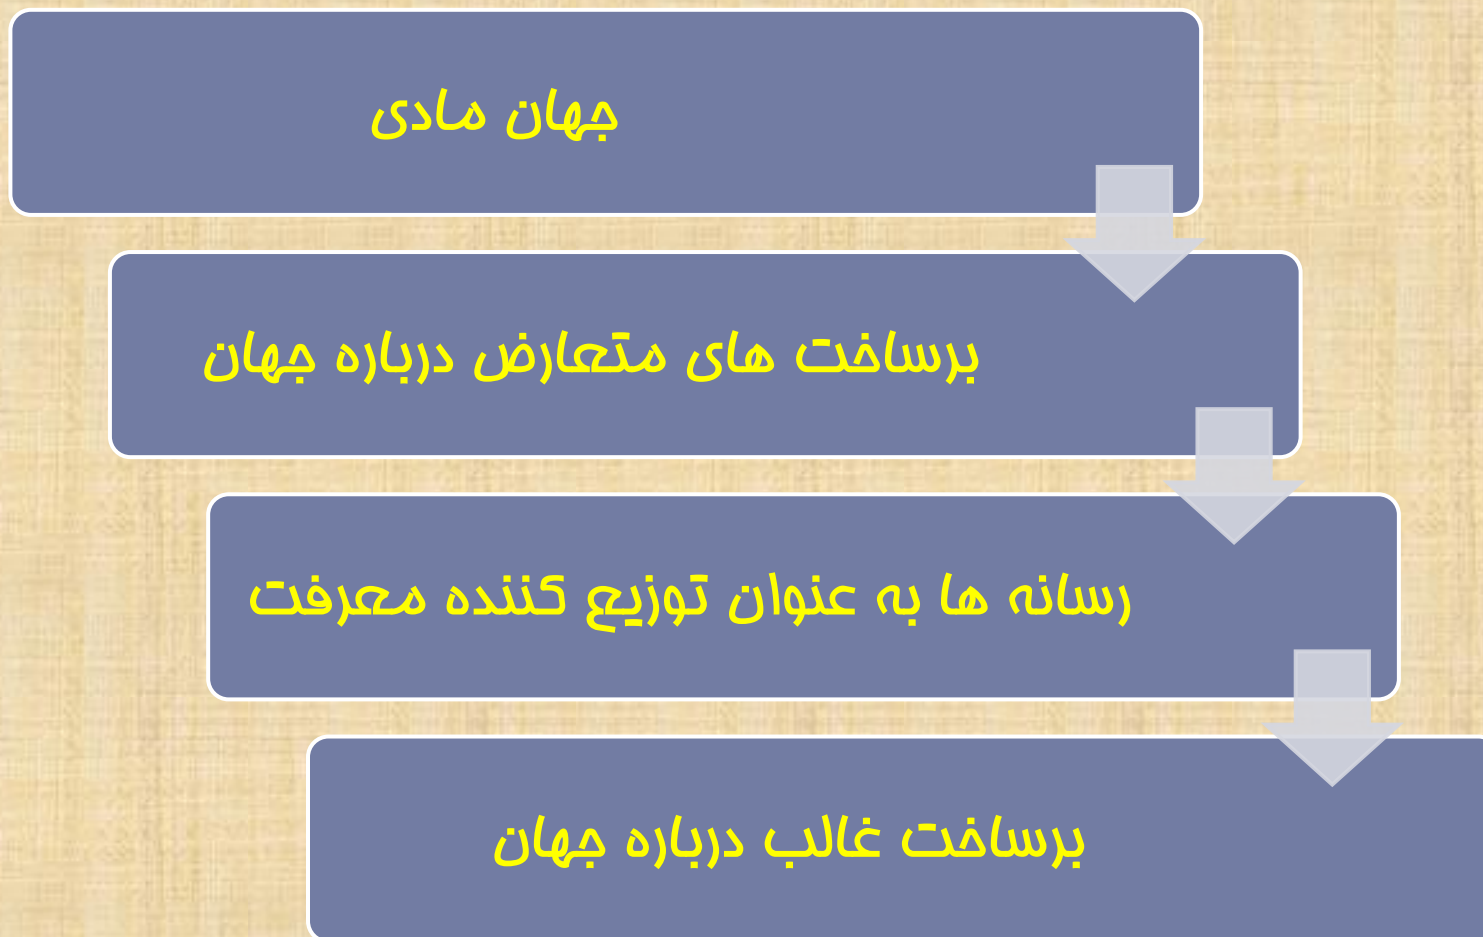 جهان مادی
برساخت های متعارض درباره جهان
رسانه ها به عنوان توزیع کننده معرفت
برساخت غالب درباره جهان